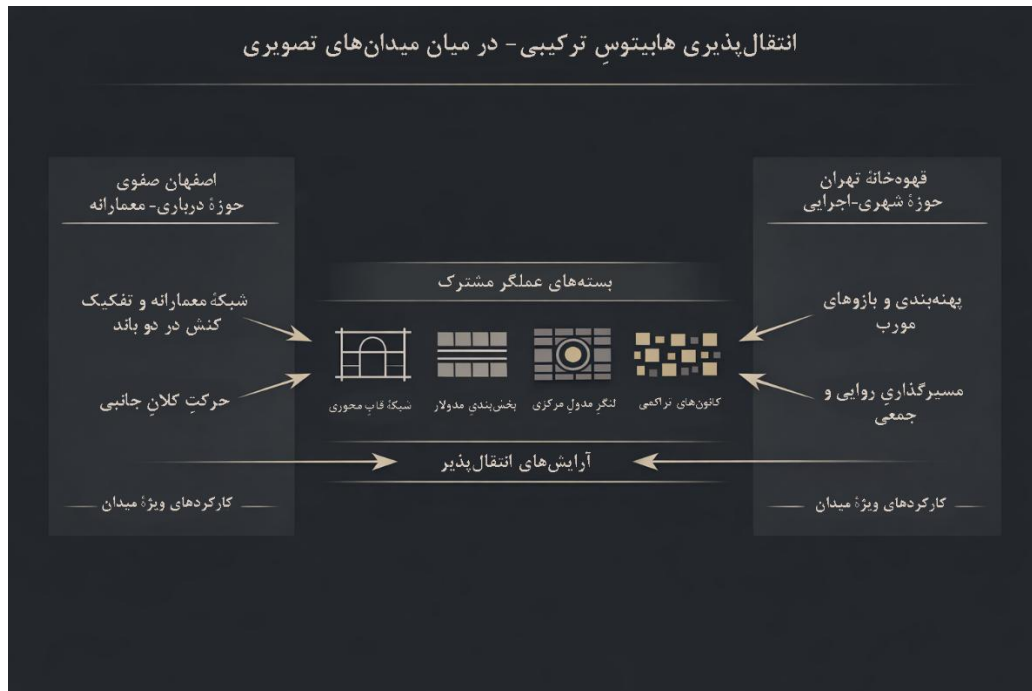 انتقال‌پذیری هابیتوسِ ترکیبی- در میان میدان‌های تصویری
قهوه‌خانهٔ تهران
حوزهٔ شهری-اجرایی
پهنه‌بندی و بازوهای
مورب
مسیرگذاریِ روایی و
جمعی
کارکردهای ویژهٔ میدان
بسته‌های عملگر مشترک
کانون‌های تراکمی
لنگرِ مدولِ مرکزی
بخش‌بندیِ مدولار
شبکهٔ قابِ محوری
آرایش‌های انتقال‌پذیر
اصفهان صفوی
حوزهٔ درباری- معمارانه
شبکهٔ معمارانه و تفکیک
کنش در دو باند
حرکتِ کلانِ جانبی
کارکردهای ویژهٔ میدان